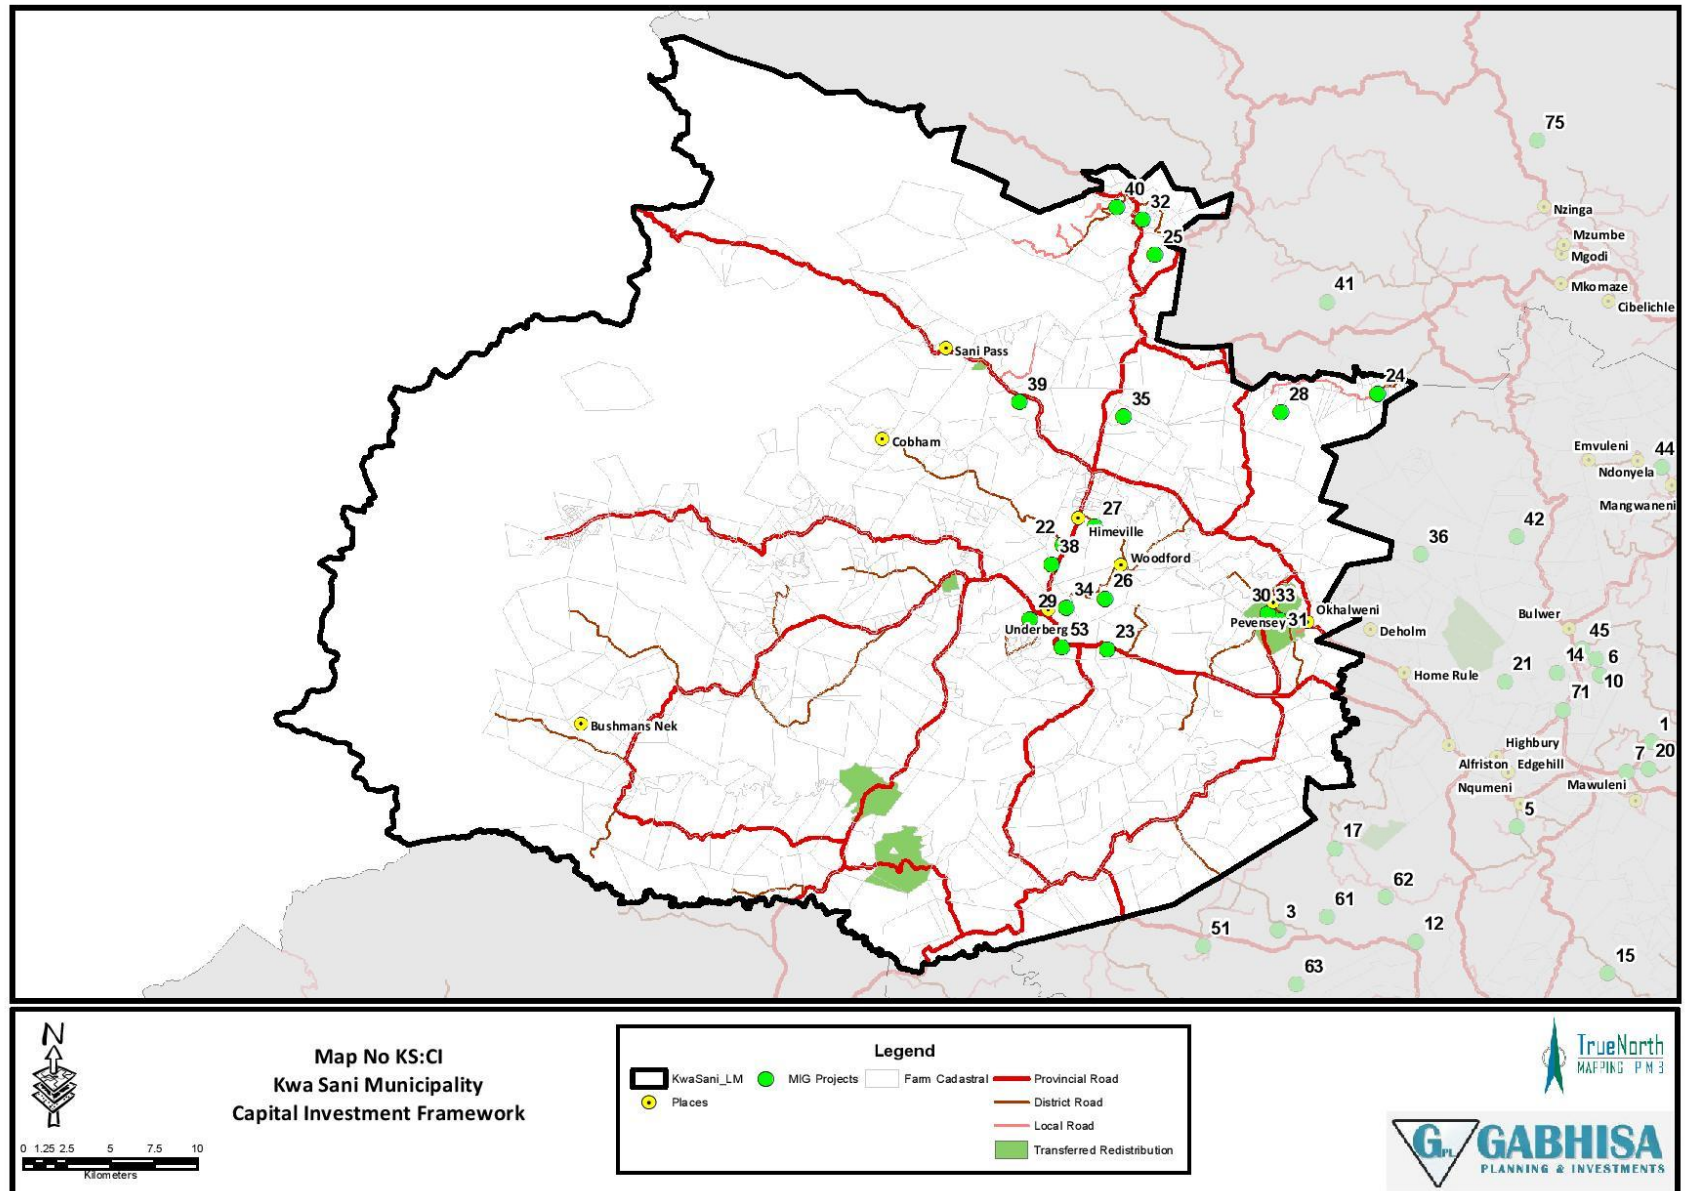 75
Nzinga
Mzumbe
Mgodi
Mkomaze
Cibelichle
40
32
25
41
Sani Pass
39
35
28
24
Cobham
Emvuleni
44
Ndonyela
Mangwaneni
27
22
Himeville
42
36
38
Woodford
34
26
29
30 33
Okhalweni
Underberg
53
23
Pevensey
31
Deholm
Bulwer
45
14
6
10
21
Home Rule
71
Bushmans Nek
1
7
20
Highbury
Alfriston
Edgehill
Nqumeni
Mawuleni
5
17
62
61
3
51
12
63
15
N
0 1.25 2.5 5 7.5 10
Kilometers
Map No KS:CI
Kwa Sani Municipality
Capital Investment Framework
Legend
KwaSani_LM
MIG Projects
Farm Cadastral
Provincial Road
Places
District Road
Local Road
Transferred Redistribution
TrueNorth
MAPPING PMB
GPL GABHISA
PLANNING & INVESTMENTS